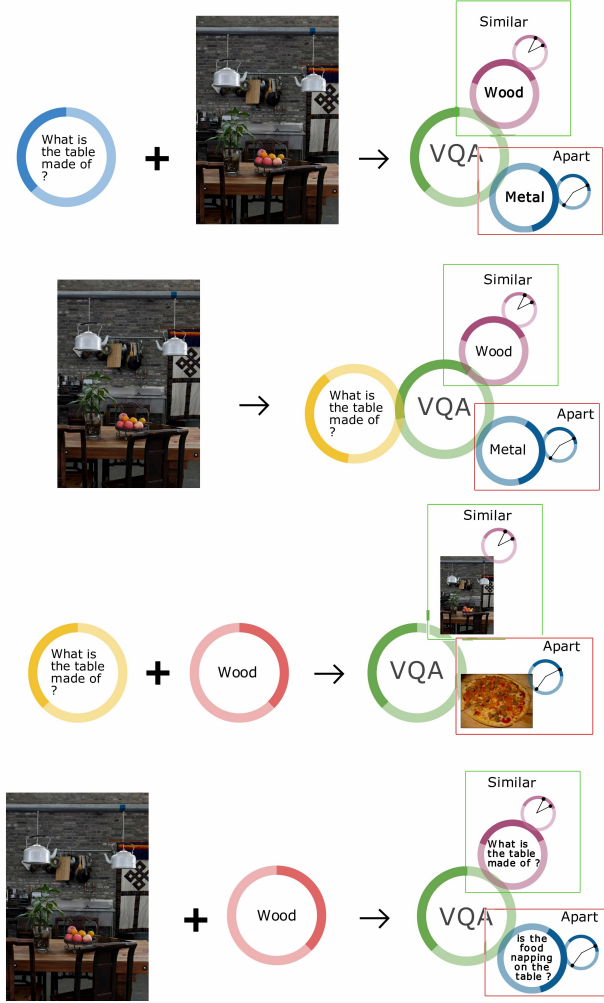 Similar
Wood
What is
the table
made of
?
+
VQA
Apart
Metal
Similar
Wood
What is
the table
made of
?
VQA
Apart
Metal
Similar
What is
the table
made of
?
+
Wood
VQA
Apart
Similar
What is
the table
made of ?
+
Wood
VQA
Apart
Is the
food
napping
on the
table ?